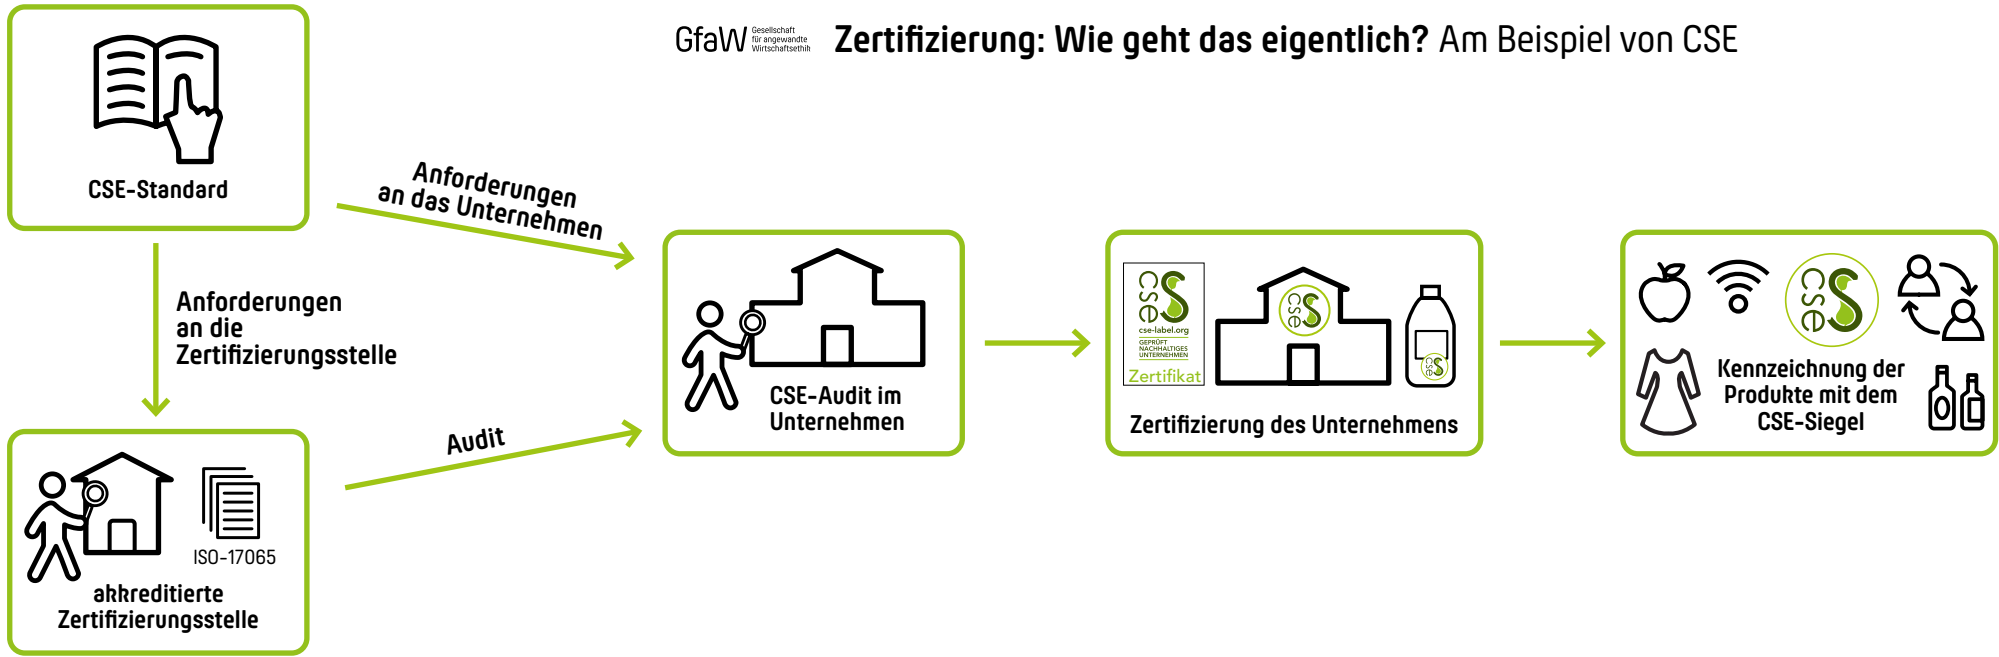 GfaW Gesellschaft
für angewandte
Wirtschaftsethik
Zertifizierung: Wie geht das eigentlich? Am Beispiel von CSE
CSE-Standard
Anforderungen
an das Unternehmen
Anforderungen
an die
Zertifizierungsstelle
ISO-17065
akkreditierte
Zertifizierungsstelle
Audit
CSE-Audit im
Unternehmen
cse
cse-label.org
GEPRÜFT
NACHHALTIGES
UNTERNEHMEN
Zertifikat
cse
cse
Zertifizierung des Unternehmens
cse
Kennzeichnung der
Produkte mit dem
CSE-Siegel